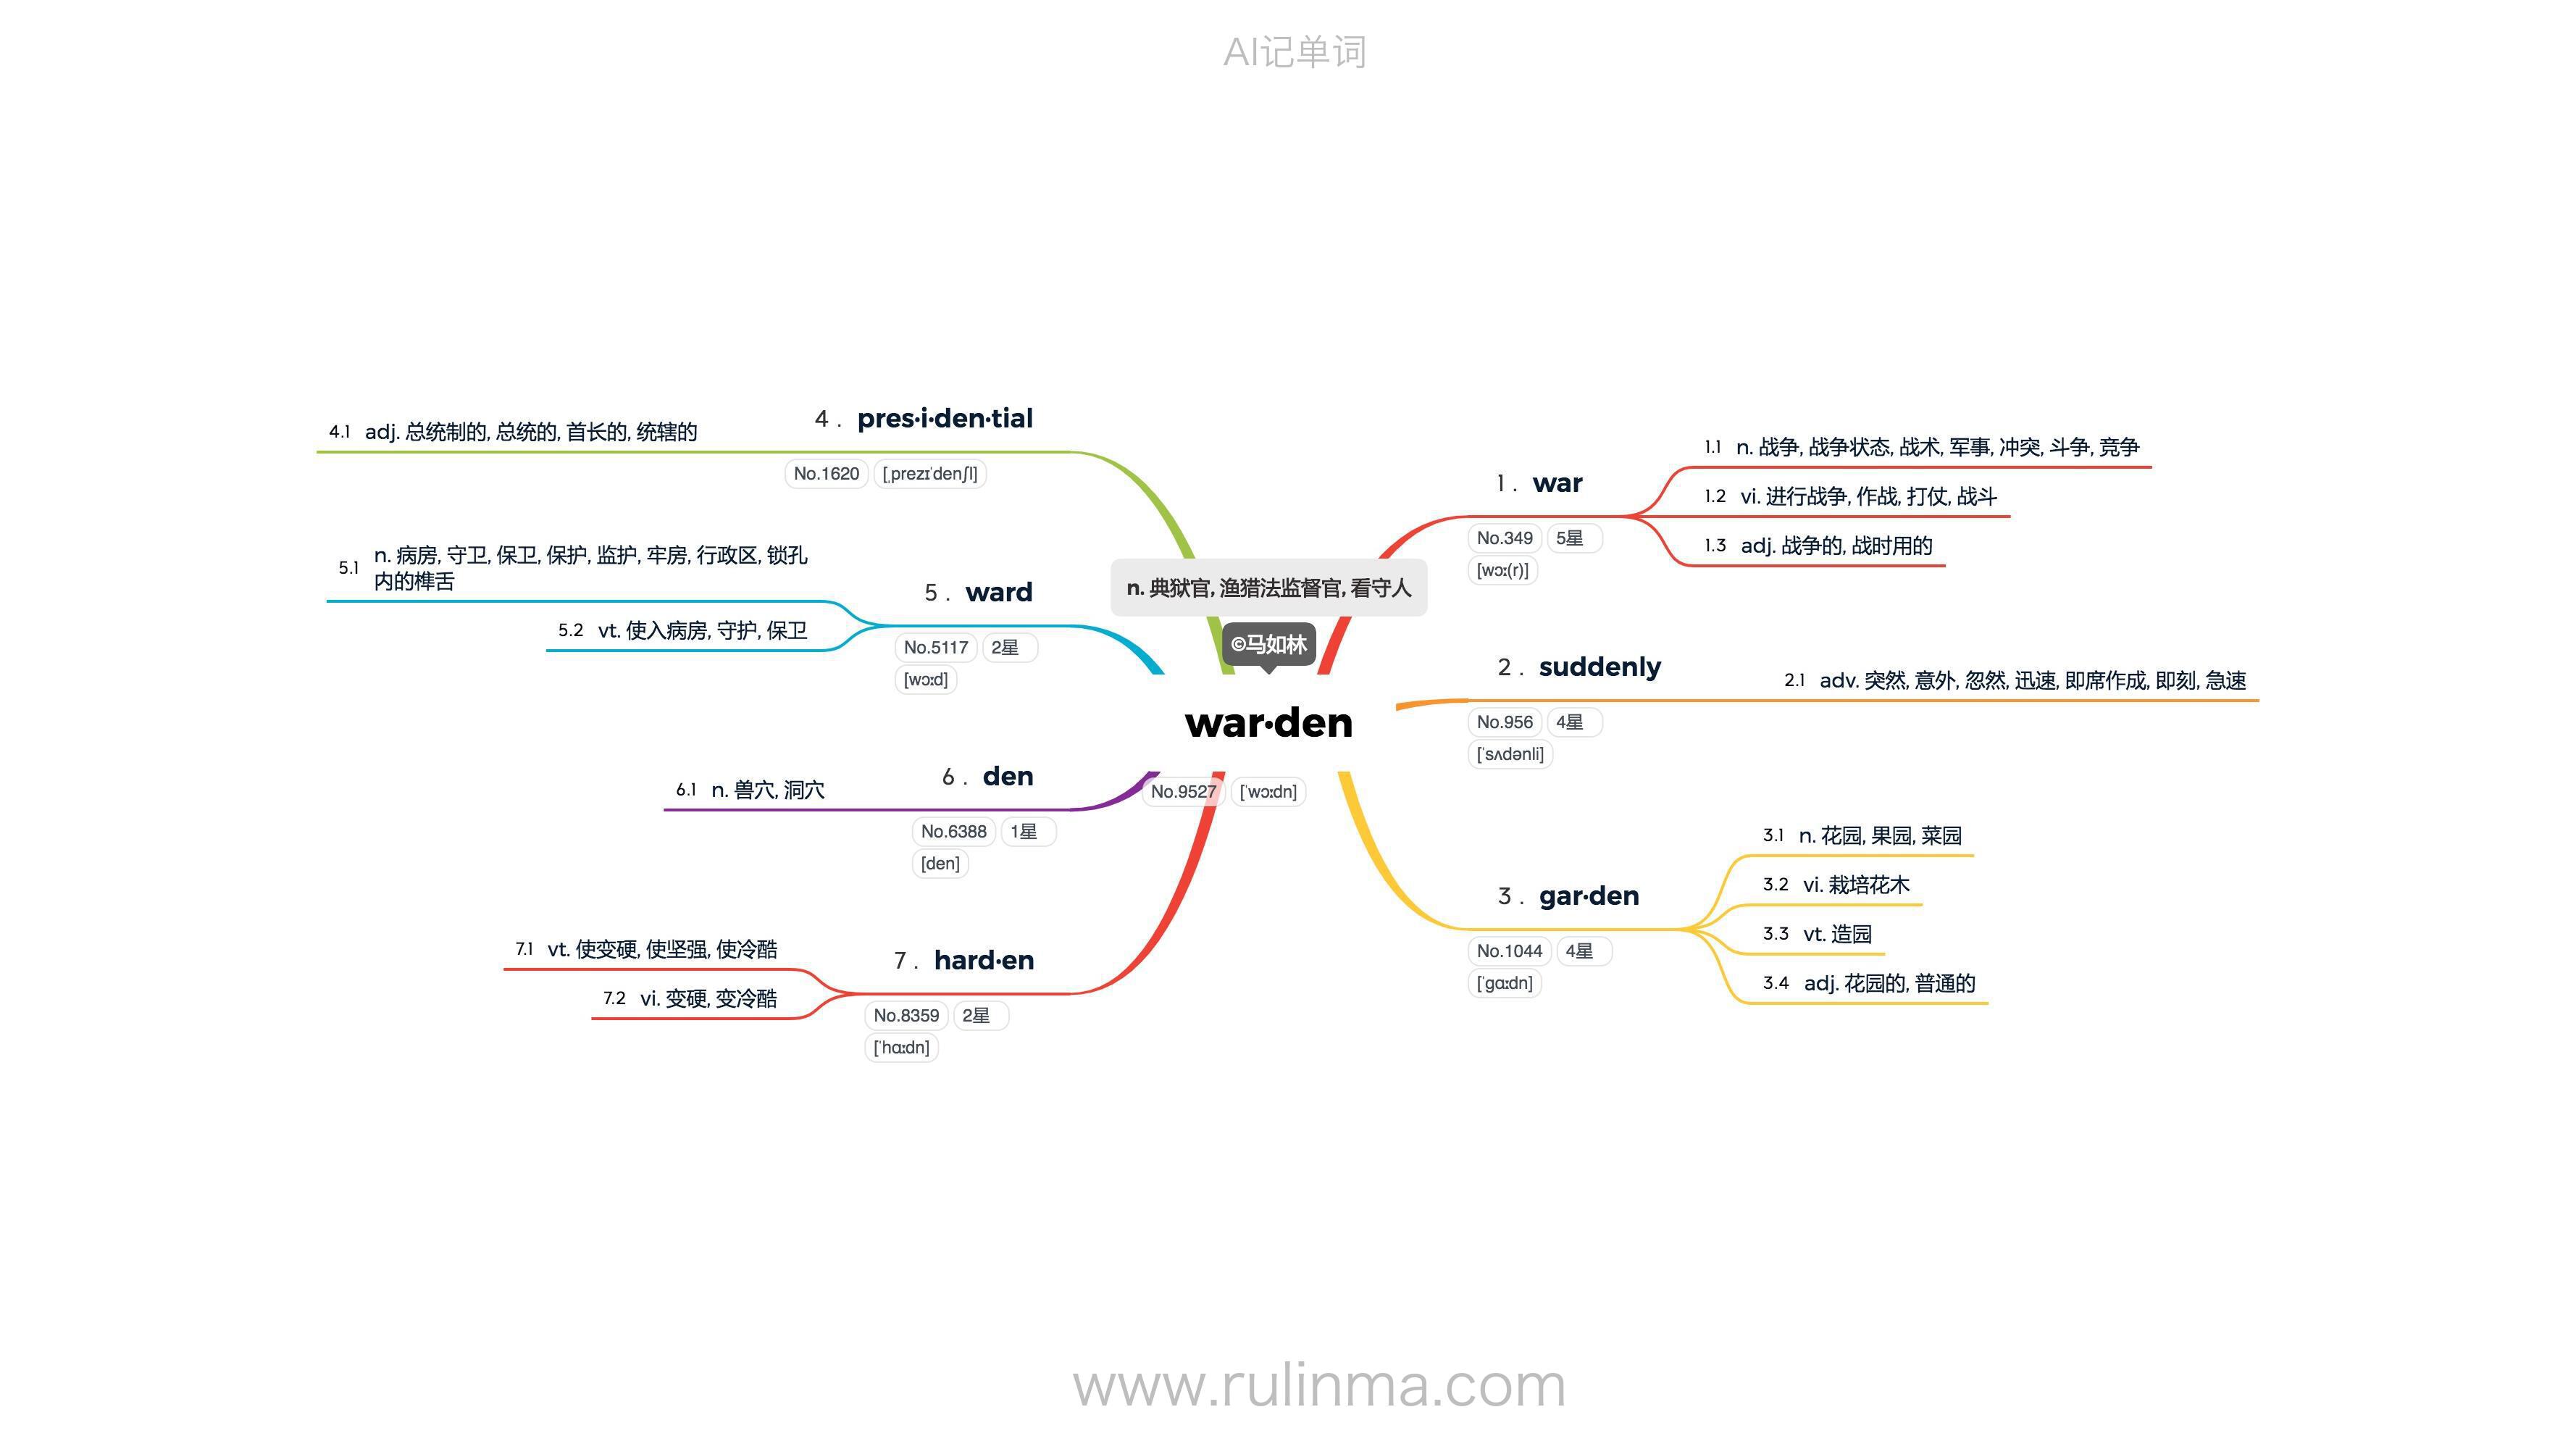 AI记单词
n. 典狱官, 渔猎法监督官, 看守人
©马如林
war·den
No.9527 [ˈwɔːdn]
1 . war
No.349 5星
[wɔː(r)]
1.1 n. 战争, 战争状态, 战术, 军事, 冲突, 斗争, 竞争
1.2 vi. 进行战争, 作战, 打仗, 战斗
1.3 adj. 战争的, 战时用的
2 . suddenly
No.956 4星
[ˈsʌdənli]
2.1 adv. 突然, 意外, 忽然, 迅速, 即席作成, 即刻, 急速
3 . gar·den
No.1044 4星
[ˈɡɑːdn]
3.1 n. 花园, 果园, 菜园
3.2 vi. 栽培花木
3.3 vt. 造园
3.4 adj. 花园的, 普通的
4 . pres·i·den·tial
No.1620 [ˌprezɪˈdenʃl]
4.1 adj. 总统制的, 总统的, 首长的, 统辖的
5 . ward
No.5117 2星
[wɔːd]
5.1 n. 病房, 守卫, 保卫, 保护, 监护, 牢房, 行政区, 锁孔
内的榫舌
5.2 vt. 使入病房, 守护, 保卫
6 . den
No.6388 1星
[den]
6.1 n. 兽穴, 洞穴
7 . hard·en
No.8359 2星
[ˈhɑːdn]
7.1 vt. 使变硬, 使坚强, 使冷酷
7.2 vi. 变硬, 变冷酷
www.rulinma.com